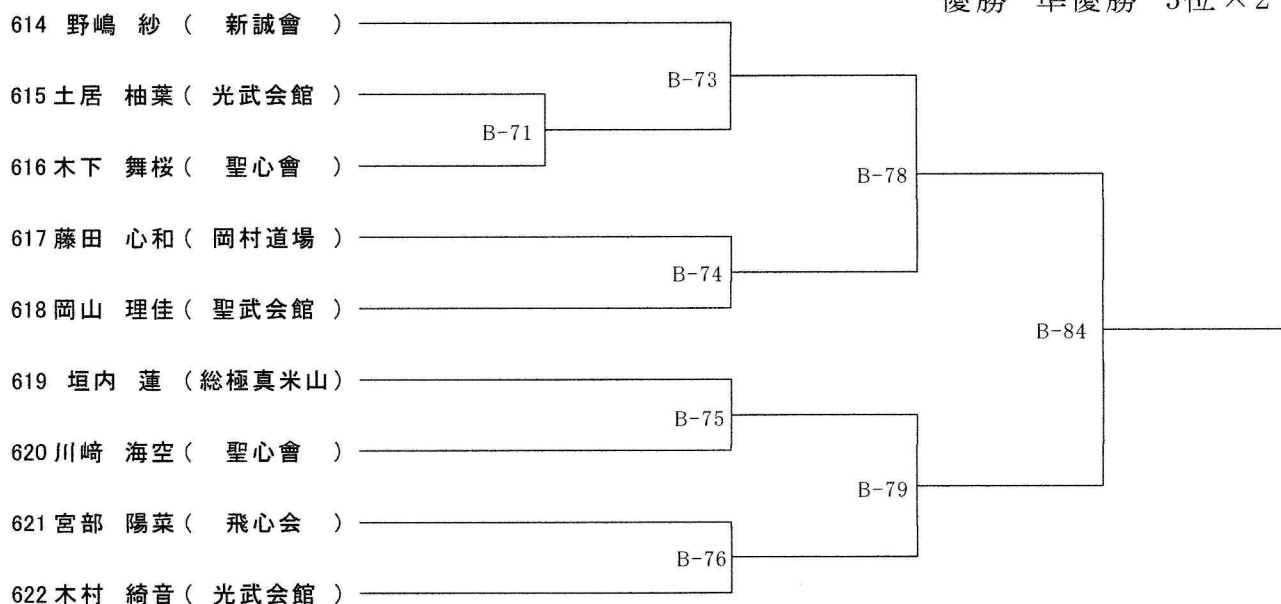 優勝 準優勝 3位×2
614 野嶋 紗 ( 新誠會 )
B-73
615 土居 柚葉 ( 光武会館 )
B-71
616 木下 舞桜 ( 聖心會 )
B-78
617 藤田 心和 ( 岡村道場 )
B-74
618 岡山 理佳 ( 聖武会館 )
B-84
619 垣内 蓮 (総極真米山)
B-75
620 川﨑 海空 ( 聖心會 )
B-79
621 宮部 陽菜 ( 飛心会 )
B-76
622 木村 綺音 ( 光武会館 )